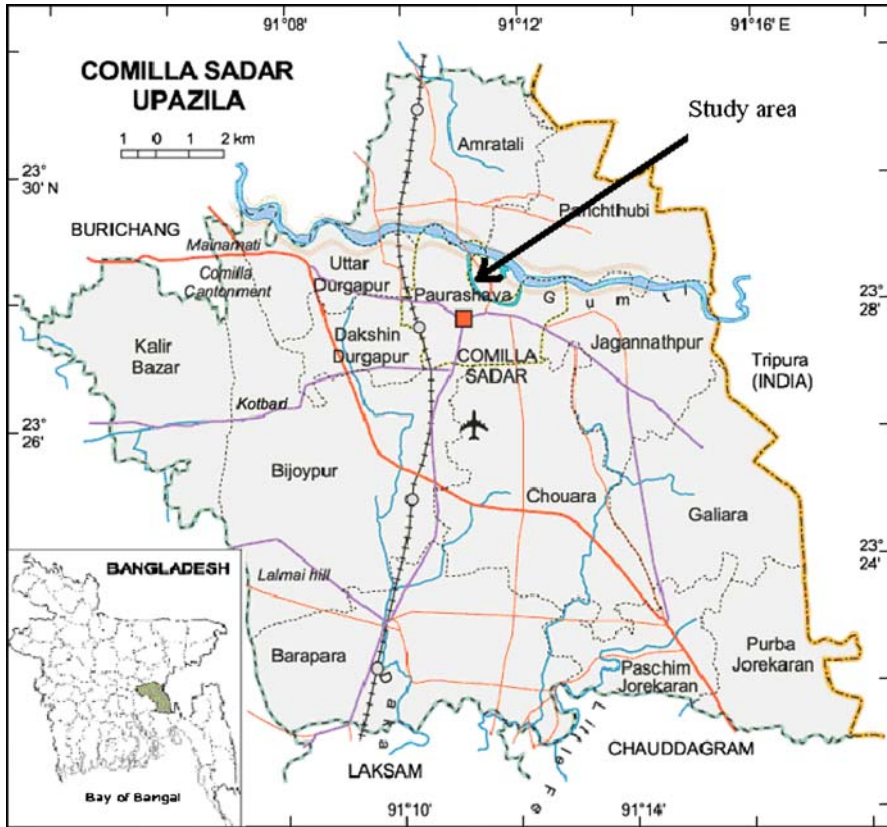 91°08'
91°12'
91°16' E
COMILLA SADAR
UPAZILA
1 0 1 2 km
Study area
23°
30' N
Amratali
Panchthubi
BURICHANG
Mainamati
Comilla
Cantonment
Uttar
Durgapur
Paurashava
G u m t i
23°
28'
Kalir
Bazar
Dakshin
Durgapur
COMILLA
SADAR
Jagannathpur
Tripura
(INDIA)
Kotbari
23°
26'
Bijoypur
Chouara
Galiara
23°
24'
BANGLADESH
Lalmai hill
Barapara
Paschim
Jorekaran
Purba
Jorekaran
Little Fe
LAKSAM
CHAUDDAGRAM
Bay of Bengal
91°10'
91°14'